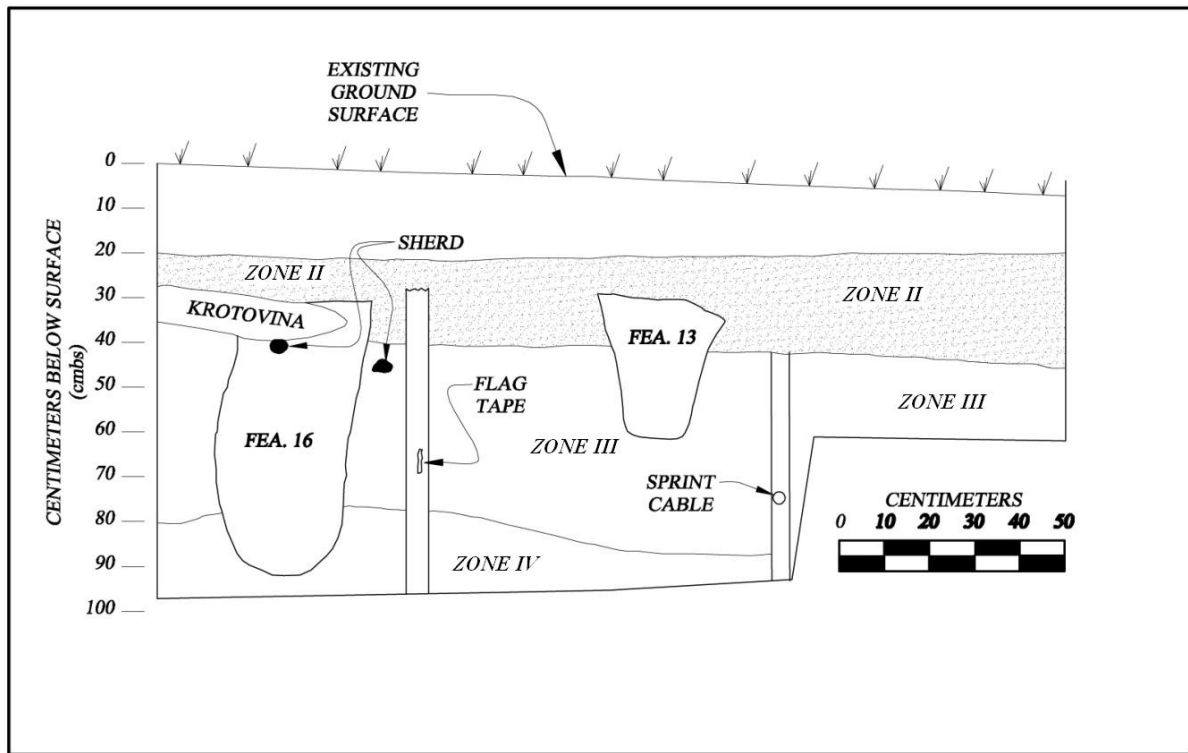 EXISTING
GROUND
SURFACE
CENTIMETERS BELOW SURFACE
(cmbs)
0
10
20
30
40
50
60
70
80
90
100
SHERD
ZONE II
ZONE II
KROTOVINA
FEA. 13
FLAG
TAPE
ZONE III
FEA. 16
ZONE III
SPRINT
CABLE
ZONE IV
CENTIMETERS
0 10 20 30 40 50